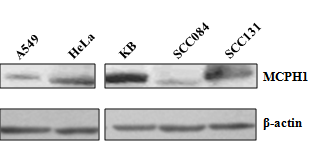 A549 HeLa KB SCC084 SCC131
MCPH1
β-actin